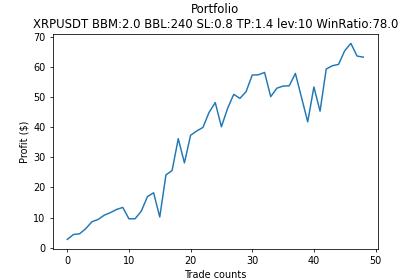 Portfolio
XRPUSDT BBM:2.0 BBL:240 SL:0.8 TP:1.4 lev:10 WinRatio:78.0
70
60
50
40
30
20
10
0
Profit ($)
0 10 20 30 40 50
Trade counts